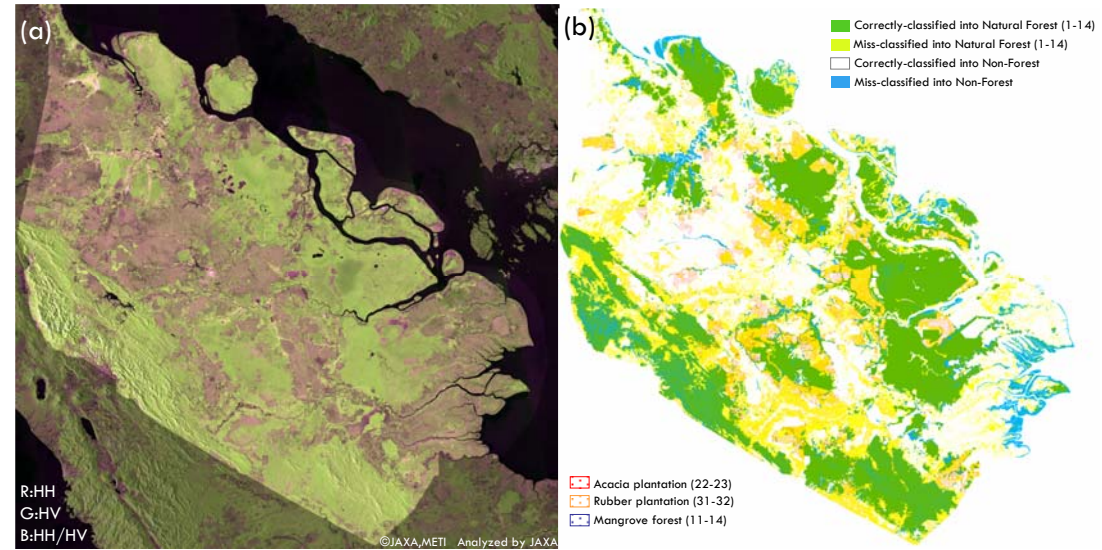 (a)
R:HH
G:HV
B:HH/HV
©JAXA,METI Analyzed by JAXA
(b)
Correctly-classified into Natural Forest (1-14)
Miss-classified into Natural Forest (1-14)
Correctly-classified into Non-Forest
Miss-classified into Non-Forest
Acacia plantation (22-23)
Rubber plantation (31-32)
Mangrove forest (11-14)